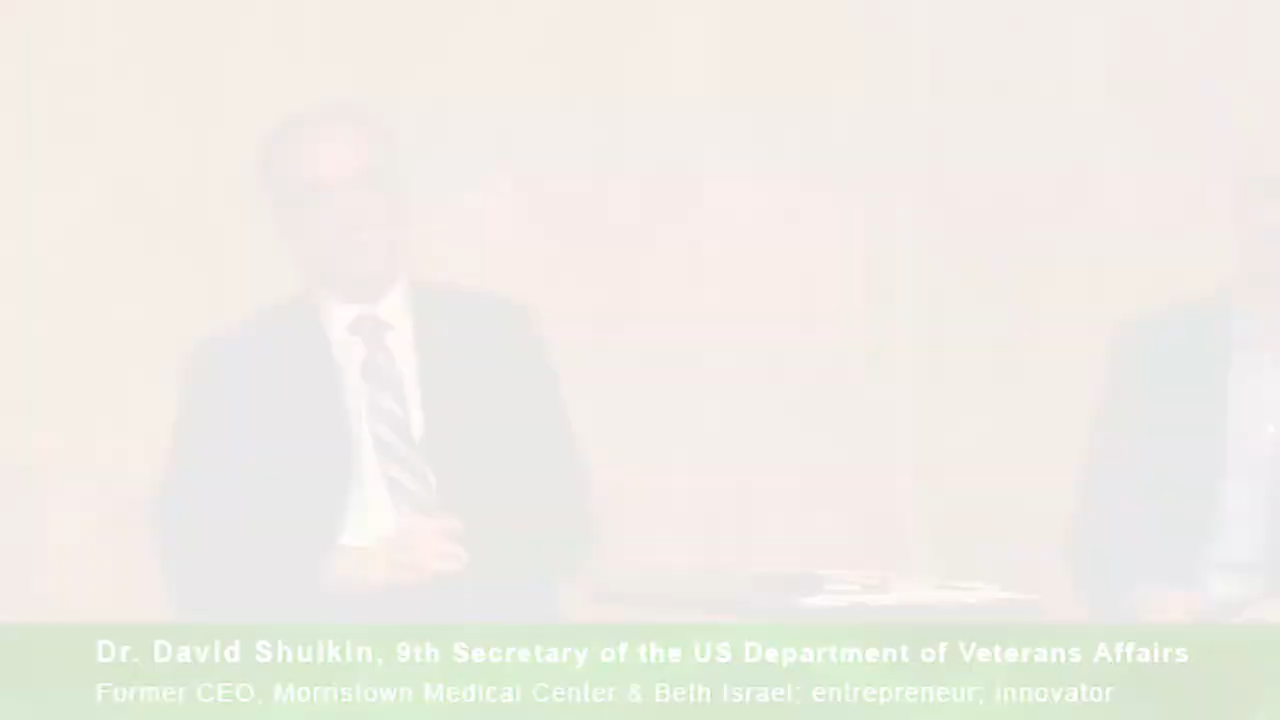 Dr. David Shulkin, 9th Secretary of the US Department of Veterans Affairs
Former CEO, Morristown Medical Center & Beth Israel; entrepreneur; innovator